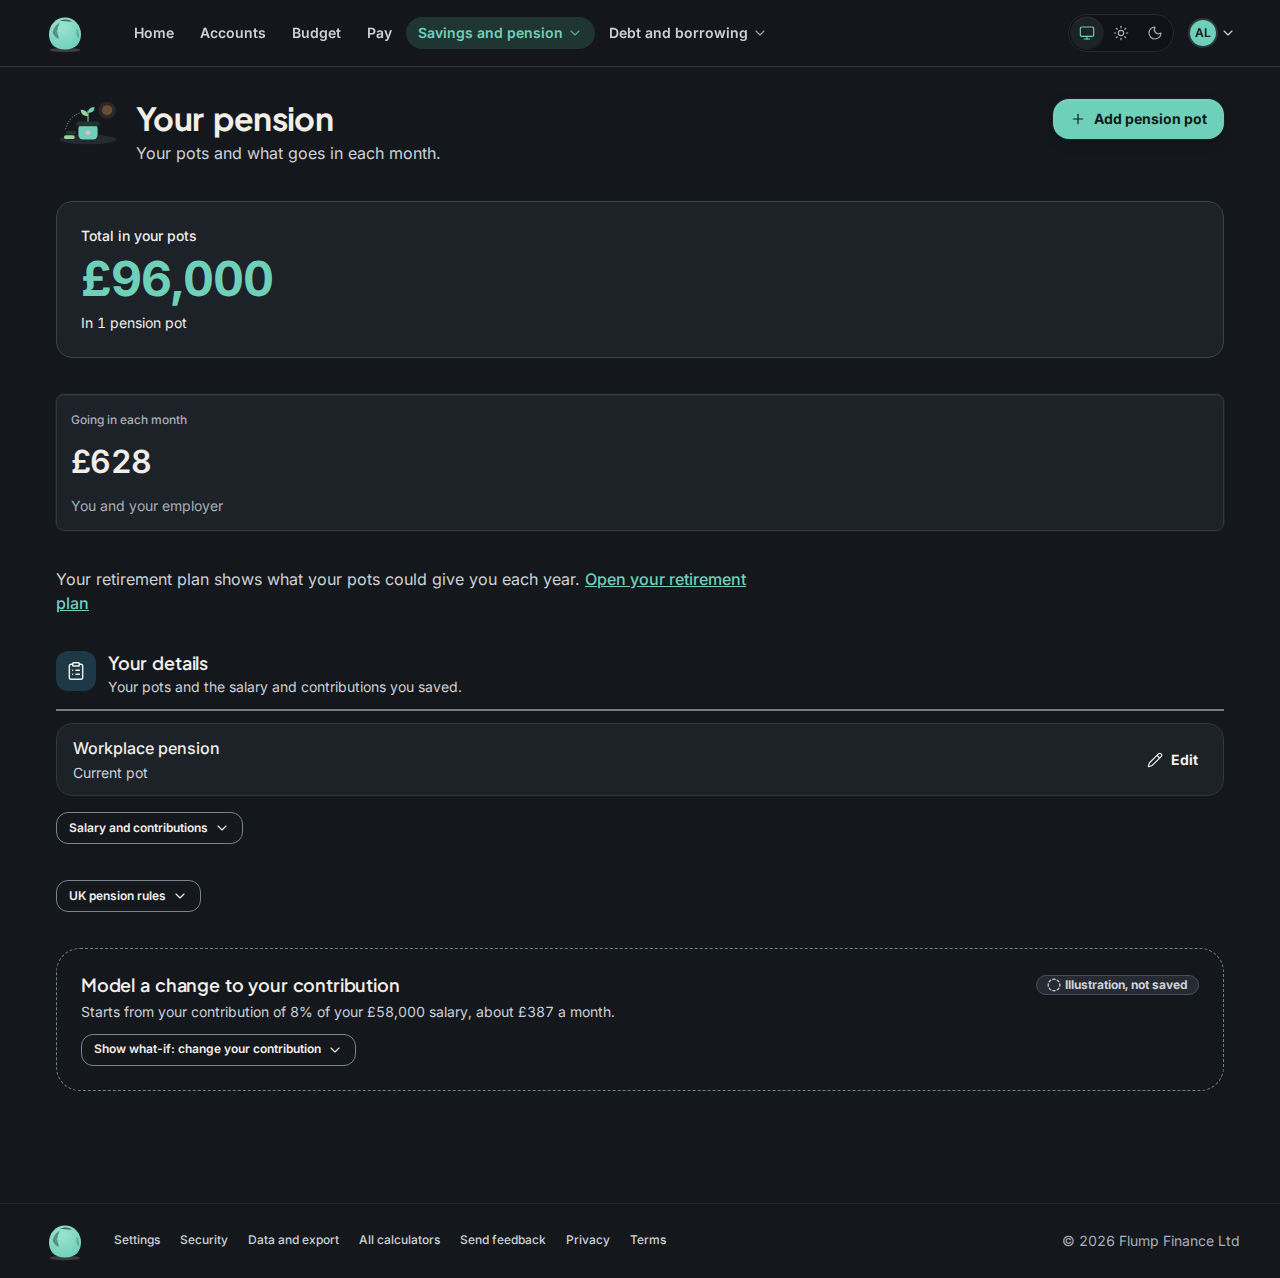 Home
Accounts
Budget
Pay
Savings and pension
Debt and borrowing
AL
Your pension
Your pots and what goes in each month.
Add pension pot
Total in your pots
£96,000
In 1 pension pot
Going in each month
£628
You and your employer
Your retirement plan shows what your pots could give you each year. Open your retirement
plan
Your details
Your pots and the salary and contributions you saved.
Workplace pension
Current pot
Edit
Salary and contributions
UK pension rules
Model a change to your contribution
Illustration, not saved
Starts from your contribution of 8% of your £58,000 salary, about £387 a month.
Show what-if: change your contribution
Settings
Security
Data and export
All calculators
Send feedback
Privacy
Terms
© 2026 Flump Finance Ltd